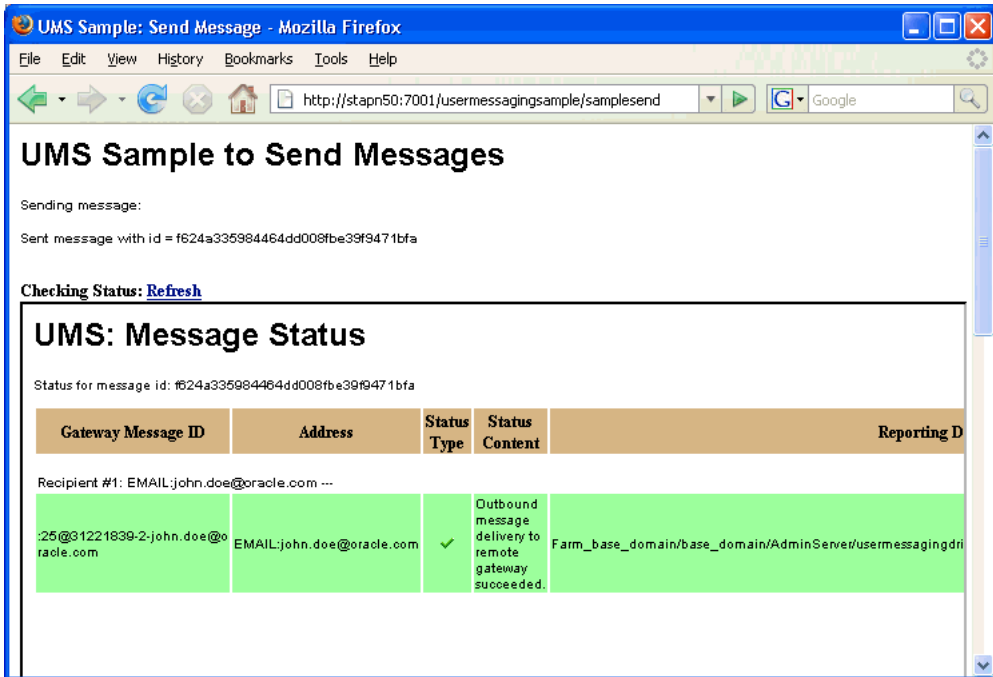 UMS Sample: Send Message - Mozilla Firefox
File Edit View History Bookmarks Tools Help
http://stapn50:7001/usermessagingsample/samplesend
G Google
UMS Sample to Send Messages
Sending message:
Sent message with id = f624a335984464dd008fbe39f9471bfa
Checking Status: Refresh
UMS: Message Status
Status for message id: f624a335984464dd008fbe39f9471bfa
Gateway Message ID Address Status Type Status Content Reporting D
Recipient #1: EMAIL:john.doe@oracle.com ---
:25@31221839-2-john.doe@o
racle.com
EMAIL:john.doe@oracle.com
Outbound
message
delivery to
remote
gateway
succeeded.
Farm_base_domain/base_domain/AdminServer/usermessagingdri